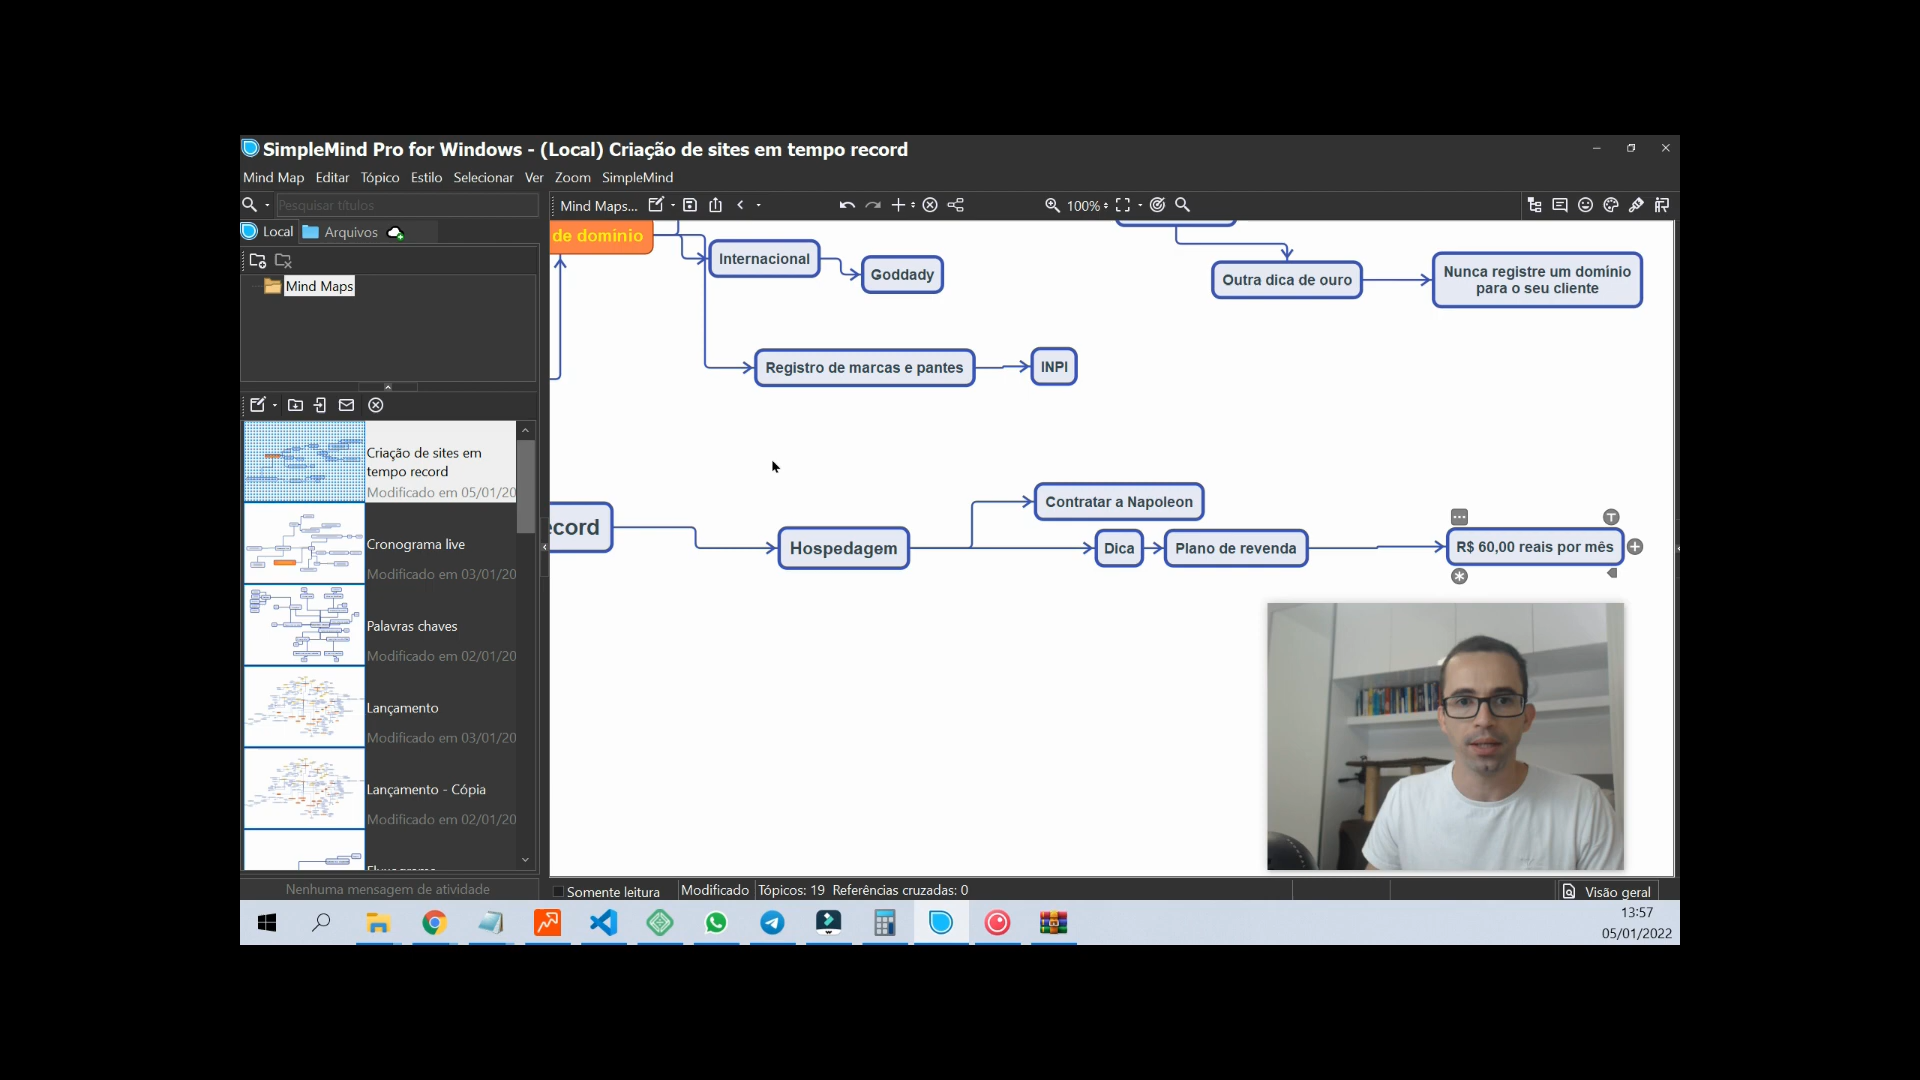 SimpleMind Pro for Windows - (Local) Criação de sites em tempo record
Mind Map Editar Tópico Estilo Selecionar Ver Zoom SimpleMind
Pesquisar títulos
Mind Maps...
100%
Local
Arquivos
Mind Maps
Criação de sites em
tempo record
Modificado em 05/01/20
Cronograma live
Modificado em 03/01/20
Palavras chaves
Modificado em 02/01/20
Lançamento
Modificado em 03/01/20
Lançamento - Cópia
Modificado em 02/01/20
Nenhuma mensagem de atividade
de domínio
Internacional
Goddady
Outra dica de ouro
Nunca registre um domínio
para o seu cliente
Registro de marcas e pantes
INPI
ecord
Hospedagem
Contratar a Napoleon
Dica
Plano de revenda
R$ 60,00 reais por mês
Somente leitura
Modificado
Tópicos: 19
Referências cruzadas: 0
Visão geral
13:57
05/01/2022